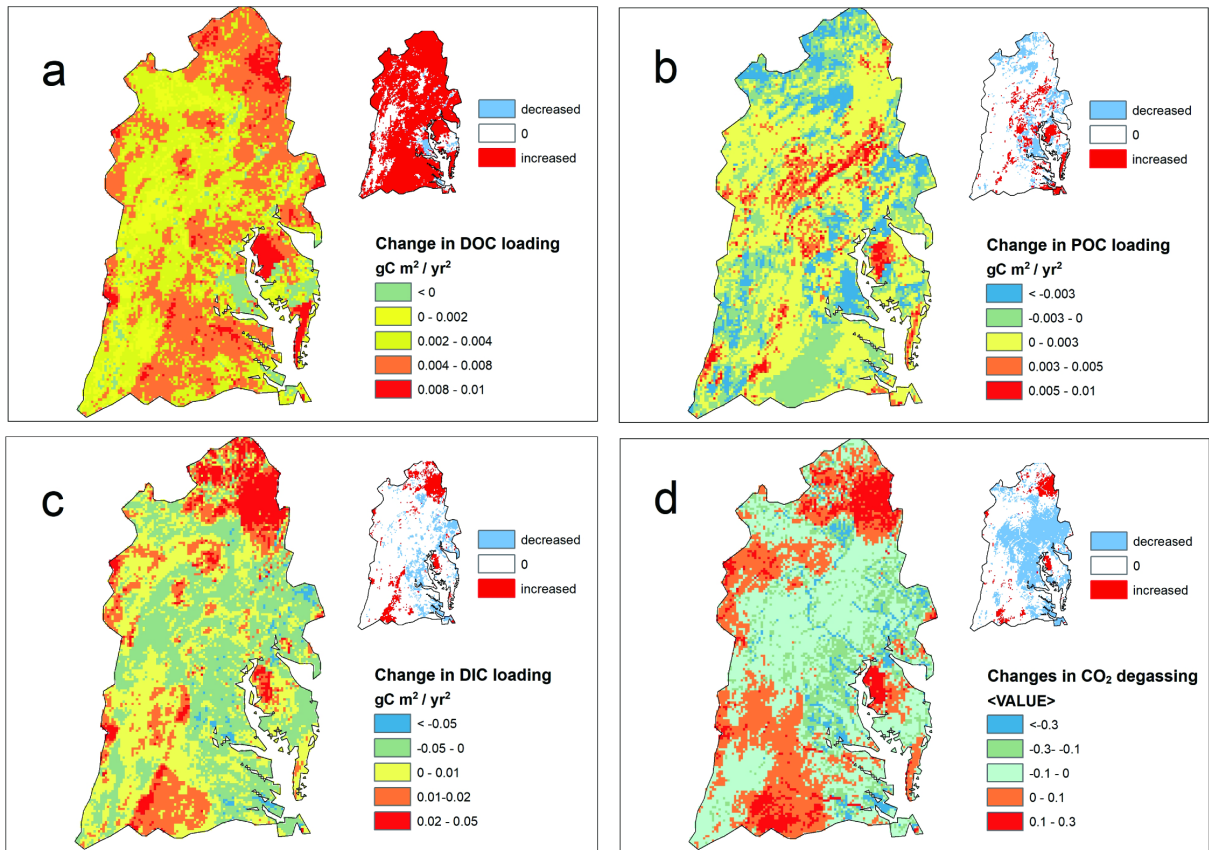 a
decreased
0
increased
Change in DOC loading
gC m² / yr²
< 0
0 - 0.002
0.002 - 0.004
0.004 - 0.008
0.008 - 0.01
b
decreased
0
increased
Change in POC loading
gC m² / yr²
< -0.003
-0.003 - 0
0 - 0.003
0.003 - 0.005
0.005 - 0.01
c
decreased
0
increased
Change in DIC loading
gC m² / yr²
< -0.05
-0.05 - 0
0 - 0.01
0.01-0.02
0.02 - 0.05
d
decreased
0
increased
Changes in CO₂ degassing
<VALUE>
<-0.3
-0.3- -0.1
-0.1 - 0
0 - 0.1
0.1 - 0.3